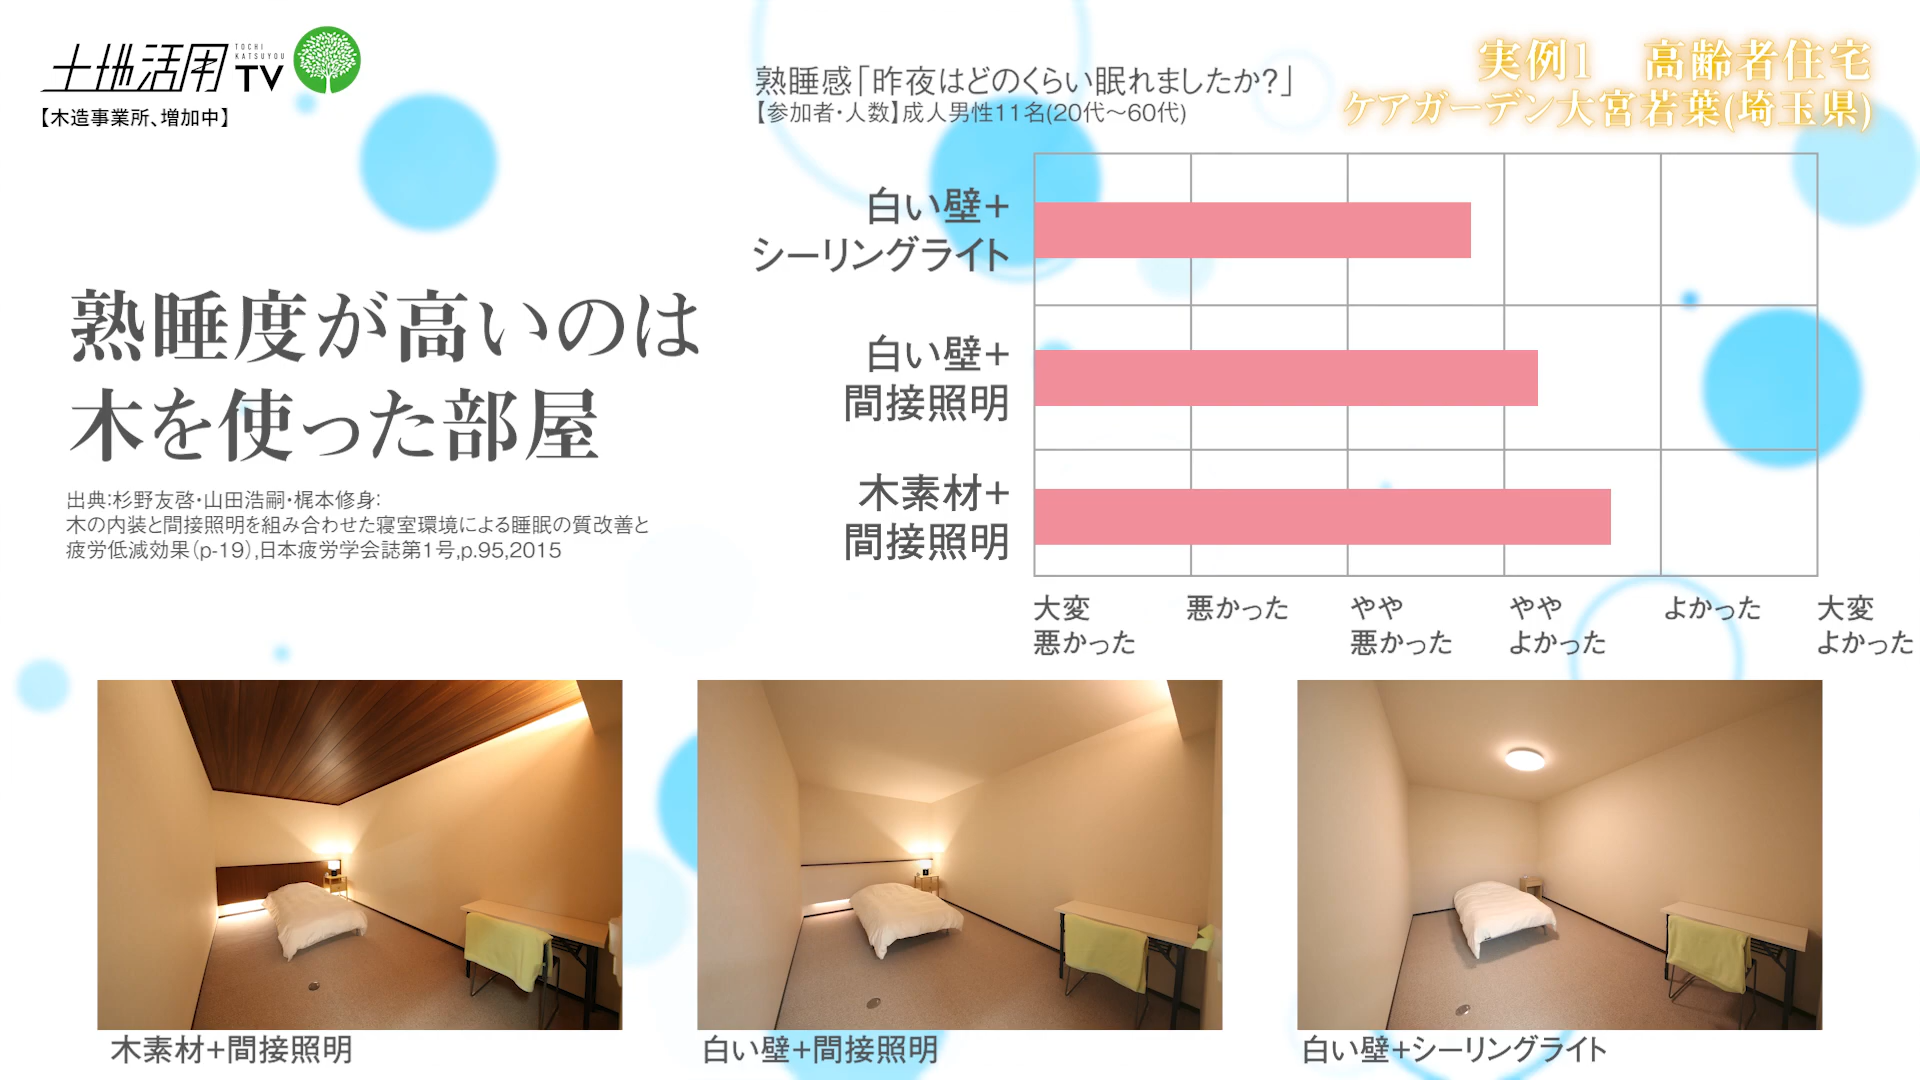 土地活用
TOCHI
KATSUYOU
TV
【木造事業所、増加中】
実例1 高齢者住宅
ケアガーデン大宮若葉(埼玉県)
熟睡感「昨夜はどのくらい眠れましたか?」
【参加者・人数】成人男性11名(20代〜60代)
熟睡度が高いのは
木を使った部屋
出典:杉野友啓・山田浩嗣・梶本修身:
木の内装と間接照明を組み合わせた寝室環境による睡眠の質改善と
疲労低減効果(p-19),日本疲労学会誌第1号,p.95,2015
白い壁+
シーリングライト
白い壁+
間接照明
木素材+
間接照明
大変
悪かった
悪かった
やや
悪かった
やや
よかった
よかった
大変
よかった
木素材+間接照明
白い壁+間接照明
白い壁+シーリングライト